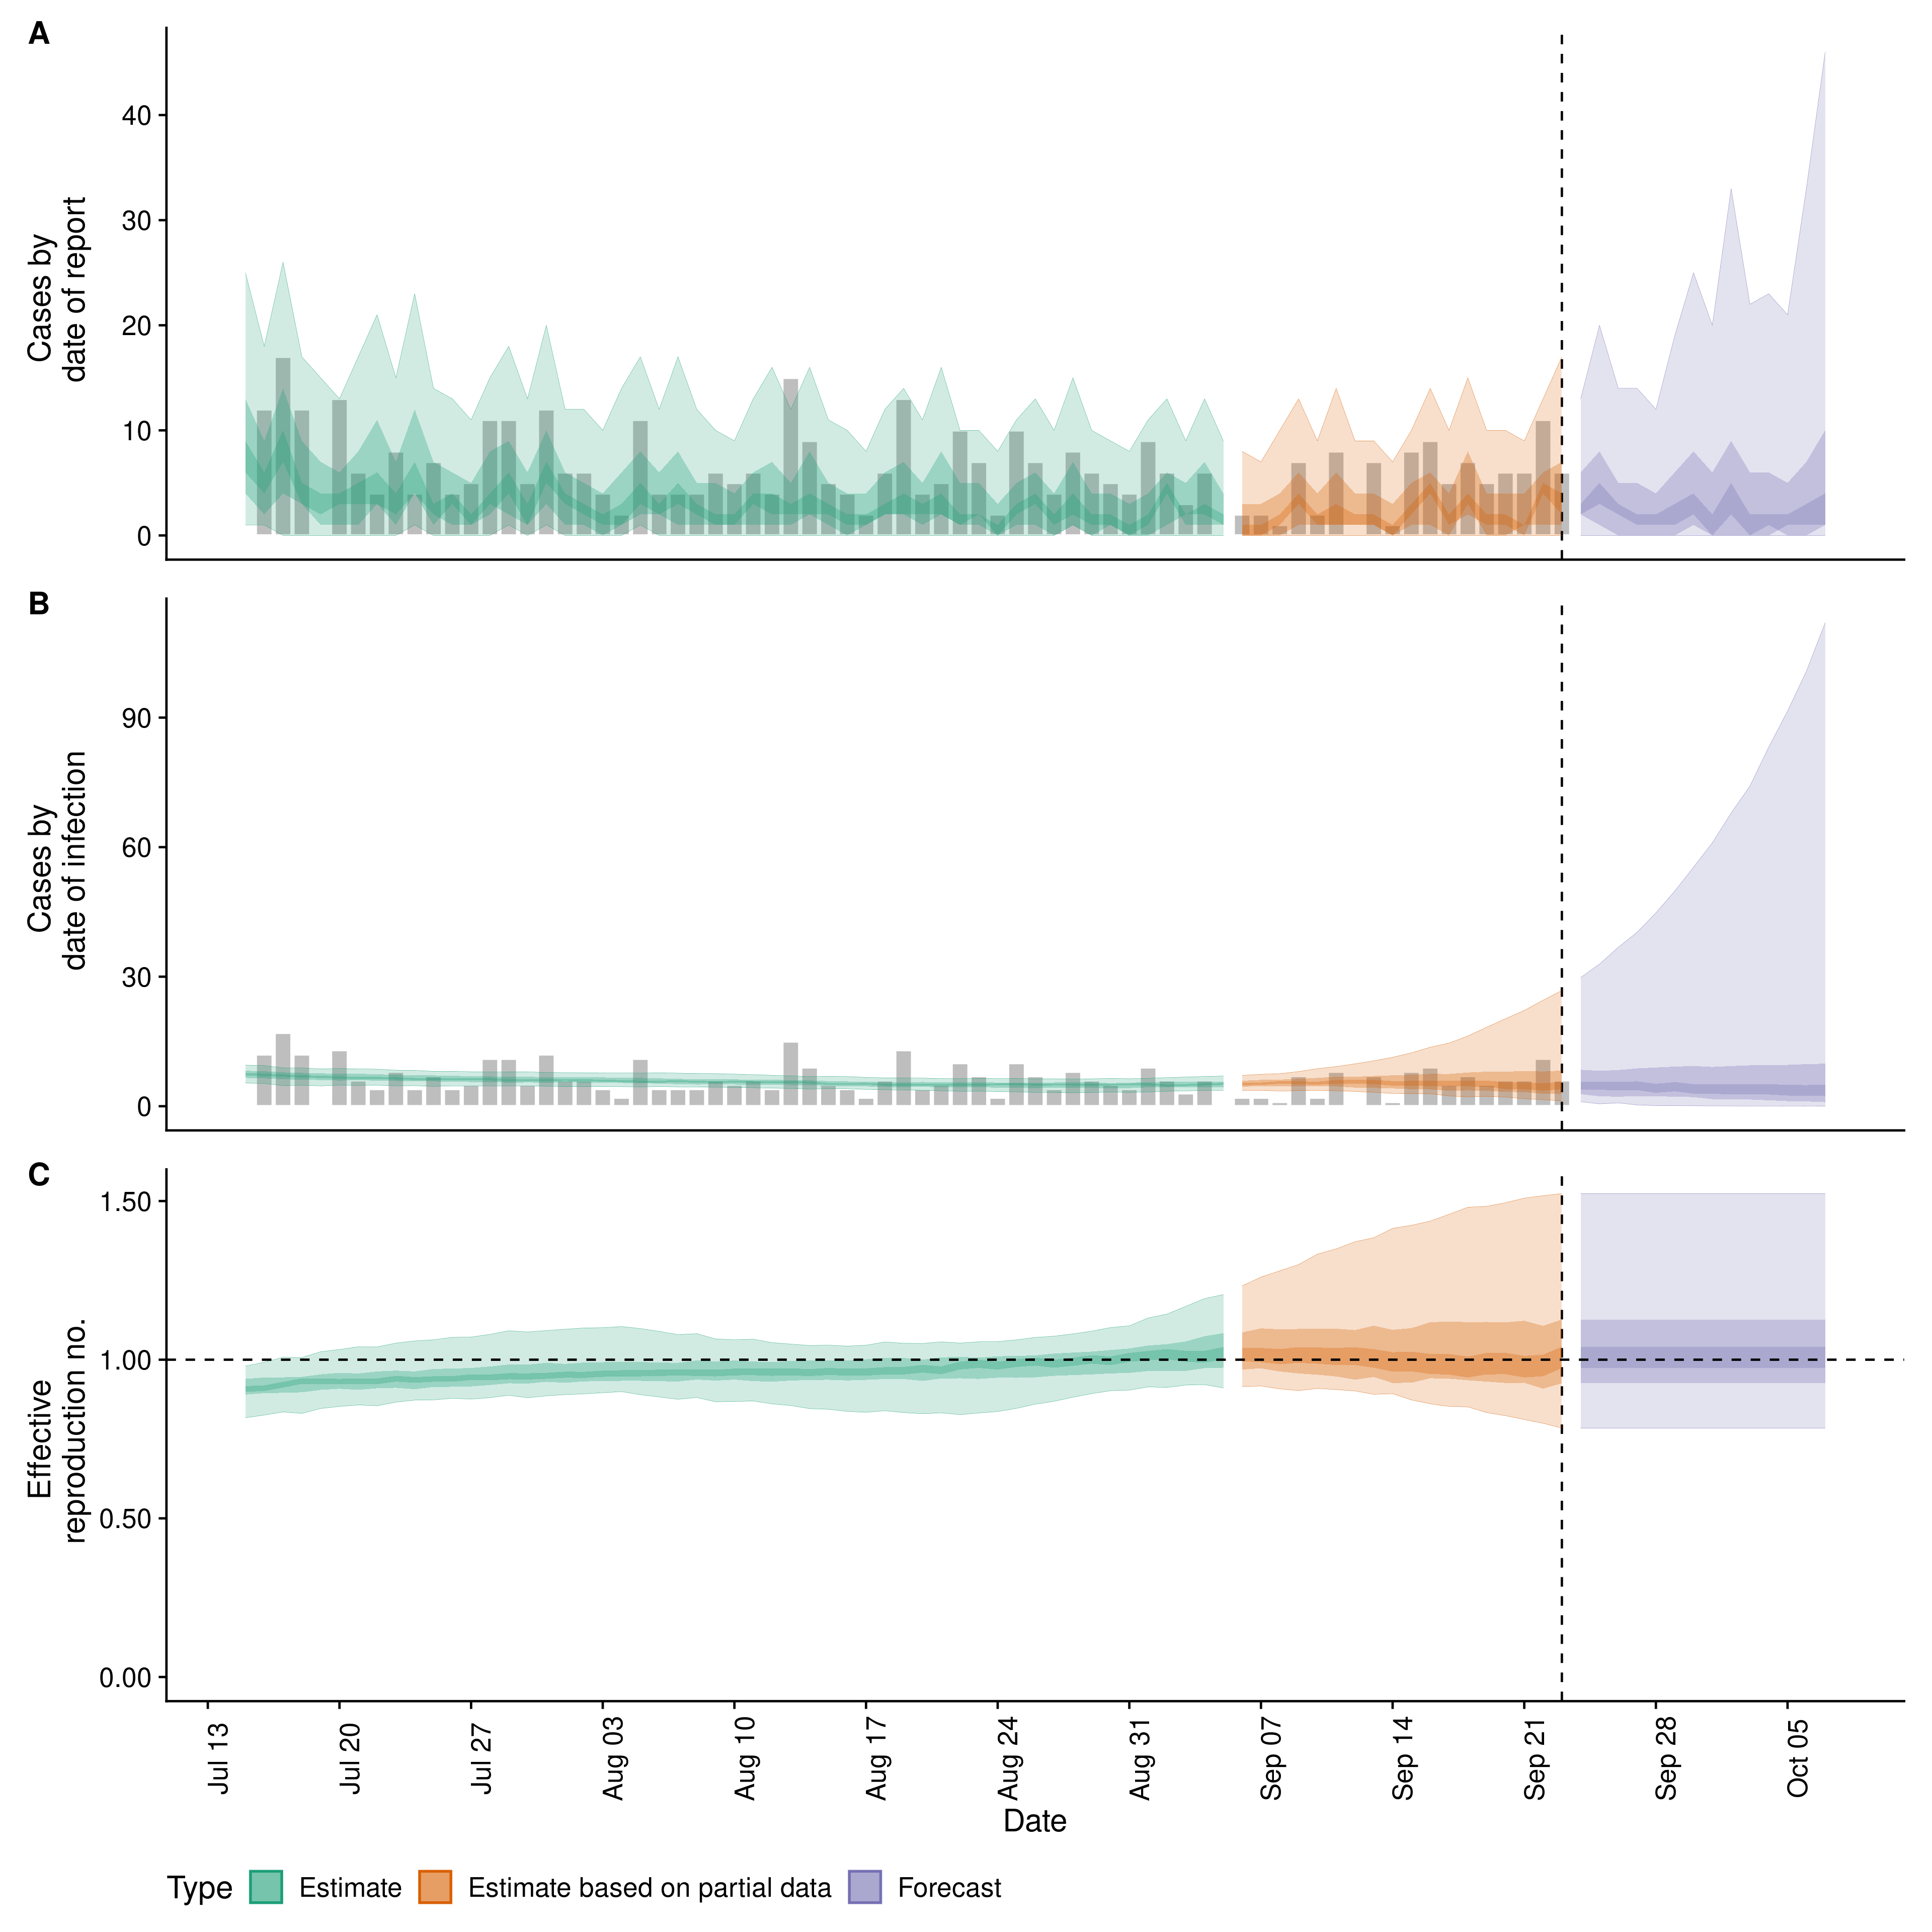 A
Cases by
date of report
40
30
20
10
0
B
Cases by
date of infection
90
60
30
0
C
Effective
reproduction no.
1.50
1.00
0.50
0.00
Jul 13
Jul 20
Jul 27
Aug 03
Aug 10
Aug 17
Aug 24
Aug 31
Sep 07
Sep 14
Sep 21
Sep 28
Oct 05
Date
Type Estimate Estimate based on partial data Forecast